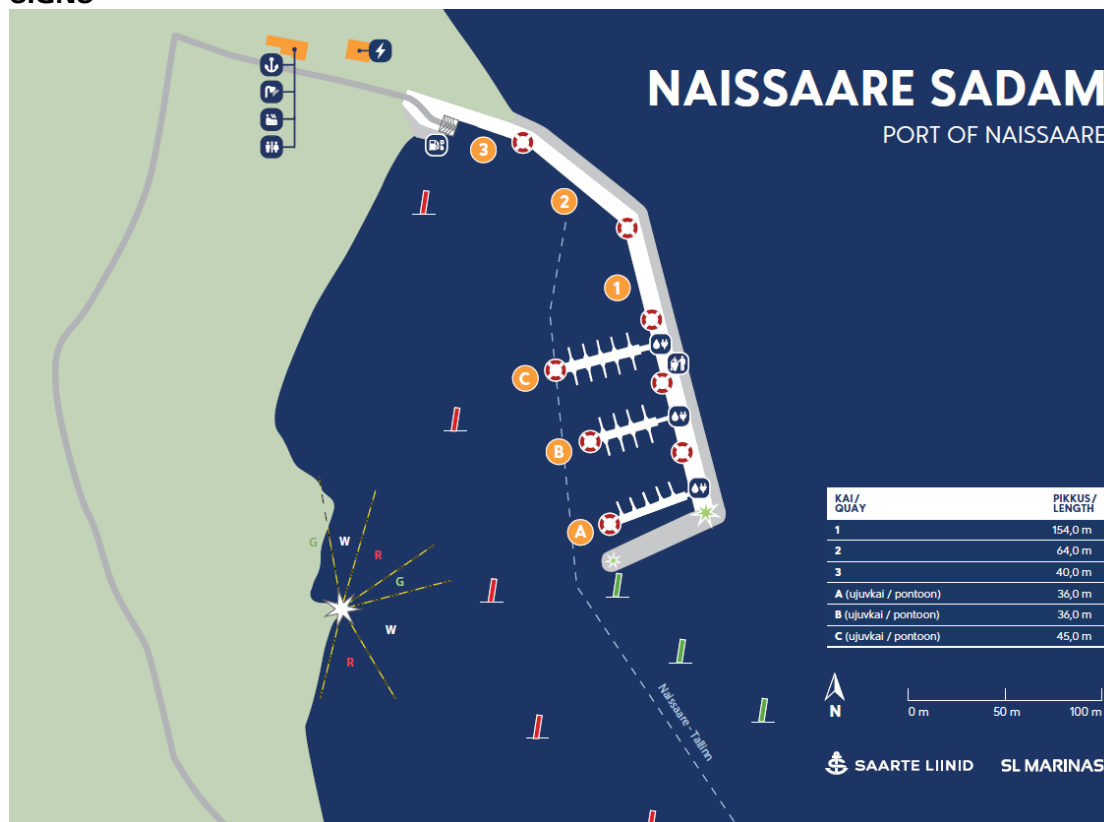 NAISSAARE SADAM
PORT OF NAISSAARE
3
2
1
C
B
A
G
W
R
G
W
R
Naissaare - Tallinn
KAI/ QUAY PIKKUS/ LENGTH
1 154,0 m
2 64,0 m
3 40,0 m
A (ujuvkai / pontoon) 36,0 m
B (ujuvkai / pontoon) 36,0 m
C (ujuvkai / pontoon) 45,0 m
N
0 m 50 m 100 m
SAARTE LIINID SL MARINAS